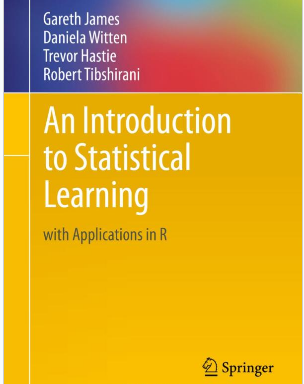 Gareth James
Daniela Witten
Trevor Hastie
Robert Tibshirani
An Introduction
to Statistical
Learning
with Applications in R
Springer